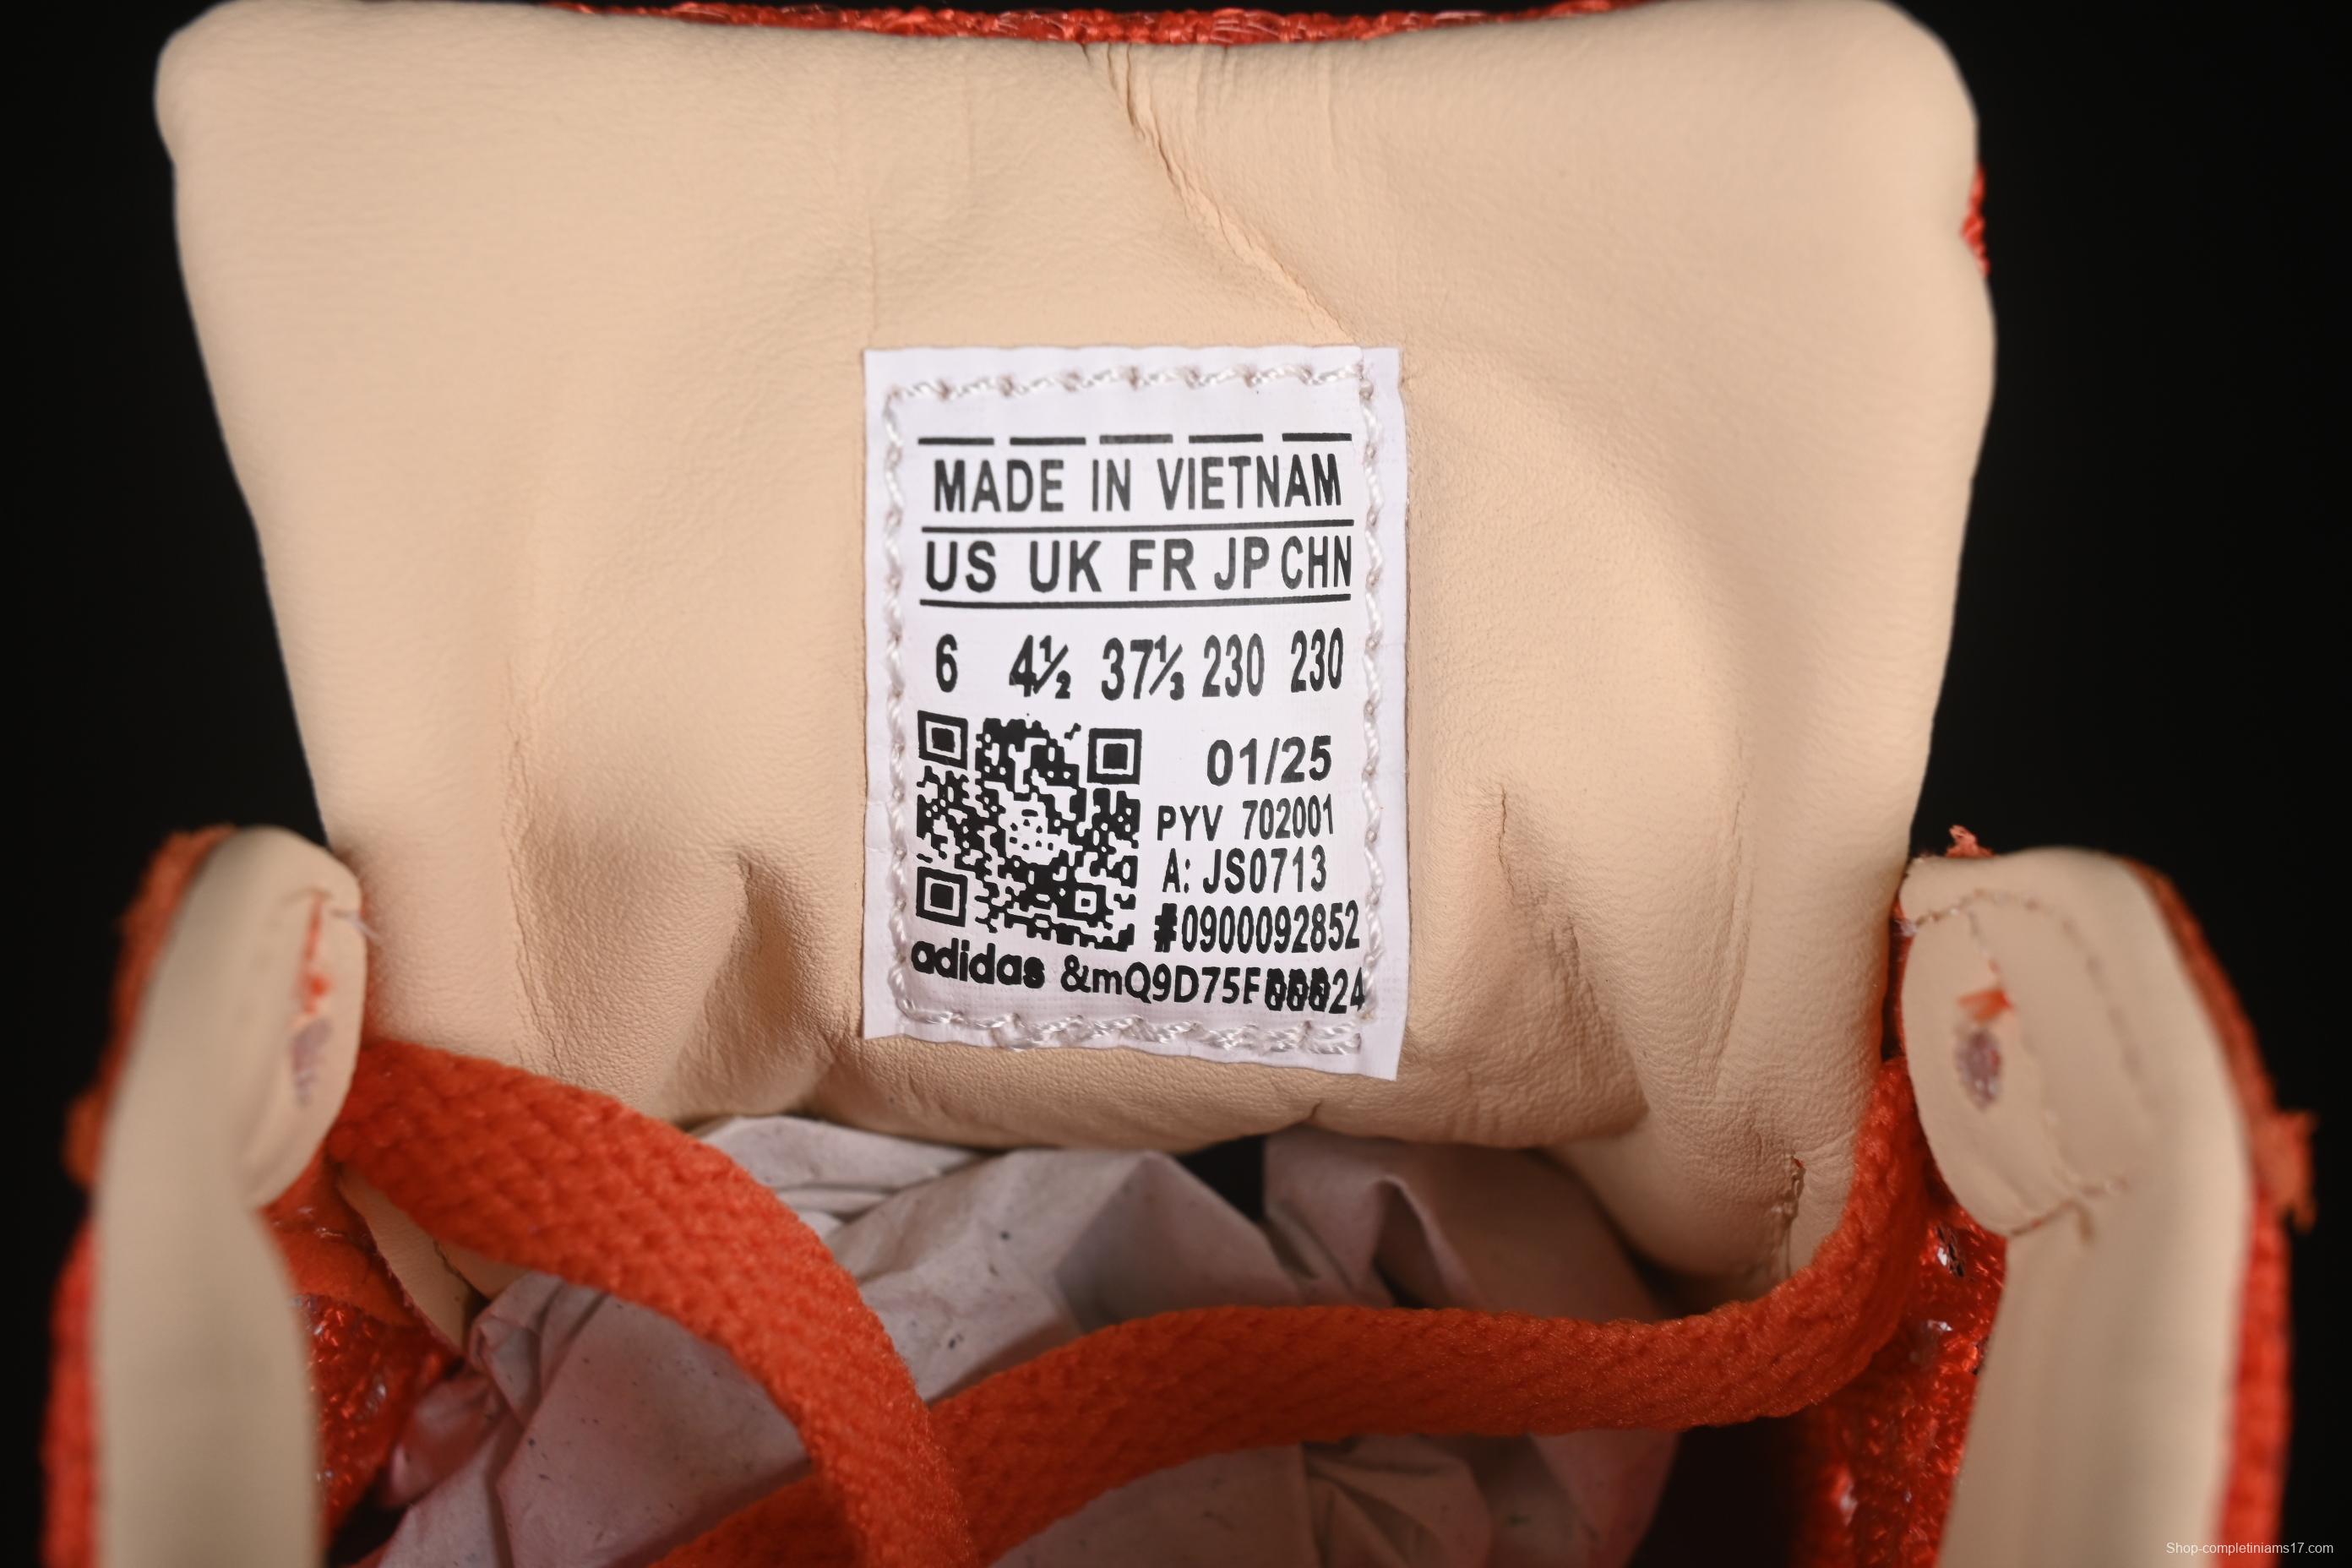 MADE IN VIETNAM
US UK FR JP CHN
6 4½ 37⅓ 230 230
01/25
PYV 702001
A: JS0713
#0900092852
adidas
Shop-completiniams17.com